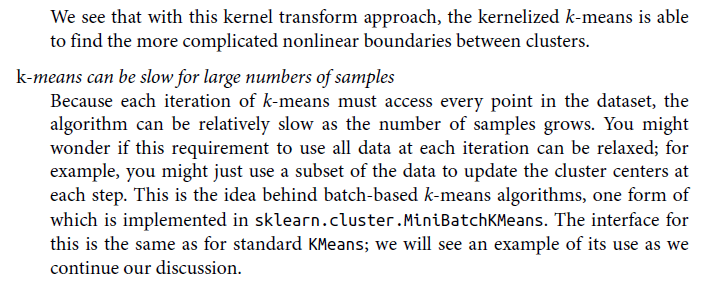 We see that with this kernel transform approach, the kernelized k-means is able
to find the more complicated nonlinear boundaries between clusters.
k-means can be slow for large numbers of samples
Because each iteration of k-means must access every point in the dataset, the
algorithm can be relatively slow as the number of samples grows. You might
wonder if this requirement to use all data at each iteration can be relaxed; for
example, you might just use a subset of the data to update the cluster centers at
each step. This is the idea behind batch-based k-means algorithms, one form of
which is implemented in sklearn.cluster.MiniBatchKMeans. The interface for
this is the same as for standard KMeans; we will see an example of its use as we
continue our discussion.